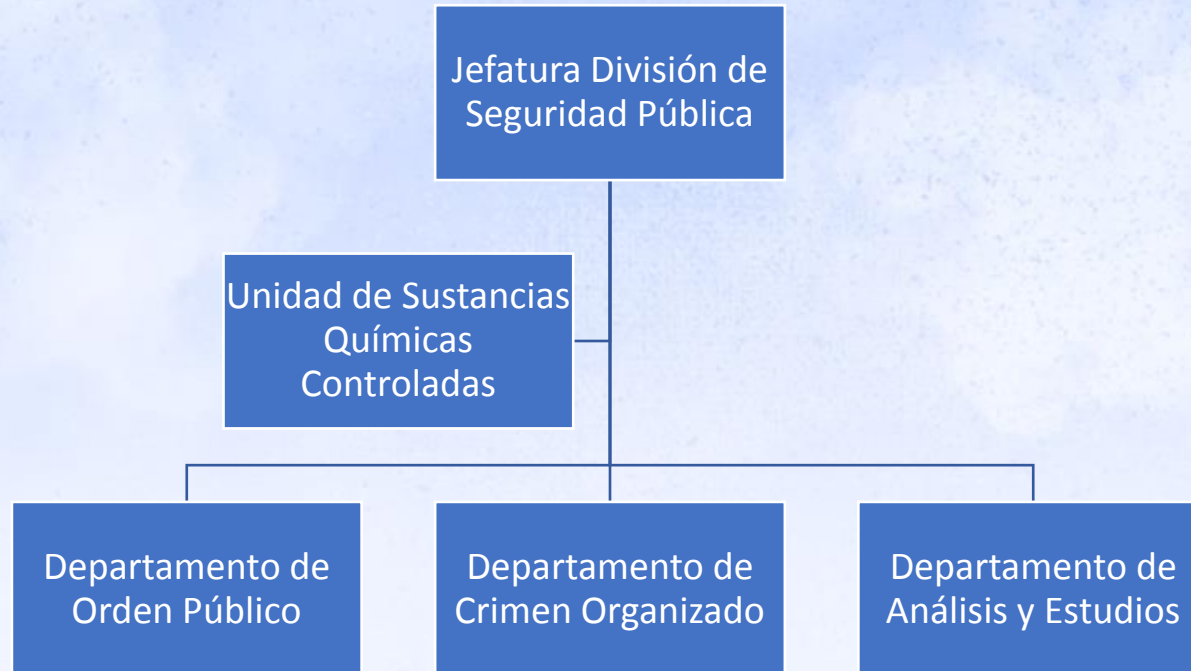 Jefatura División de
Seguridad Pública
Unidad de Sustancias
Químicas
Controladas
Departamento de
Orden Público
Departamento de
Crimen Organizado
Departamento de
Análisis y Estudios